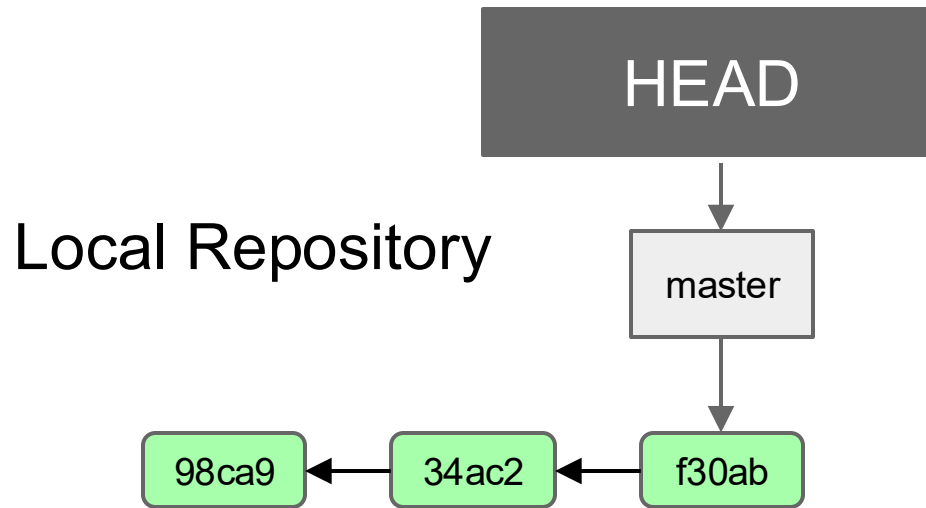 HEAD
Local Repository
master
98ca9
34ac2
f30ab